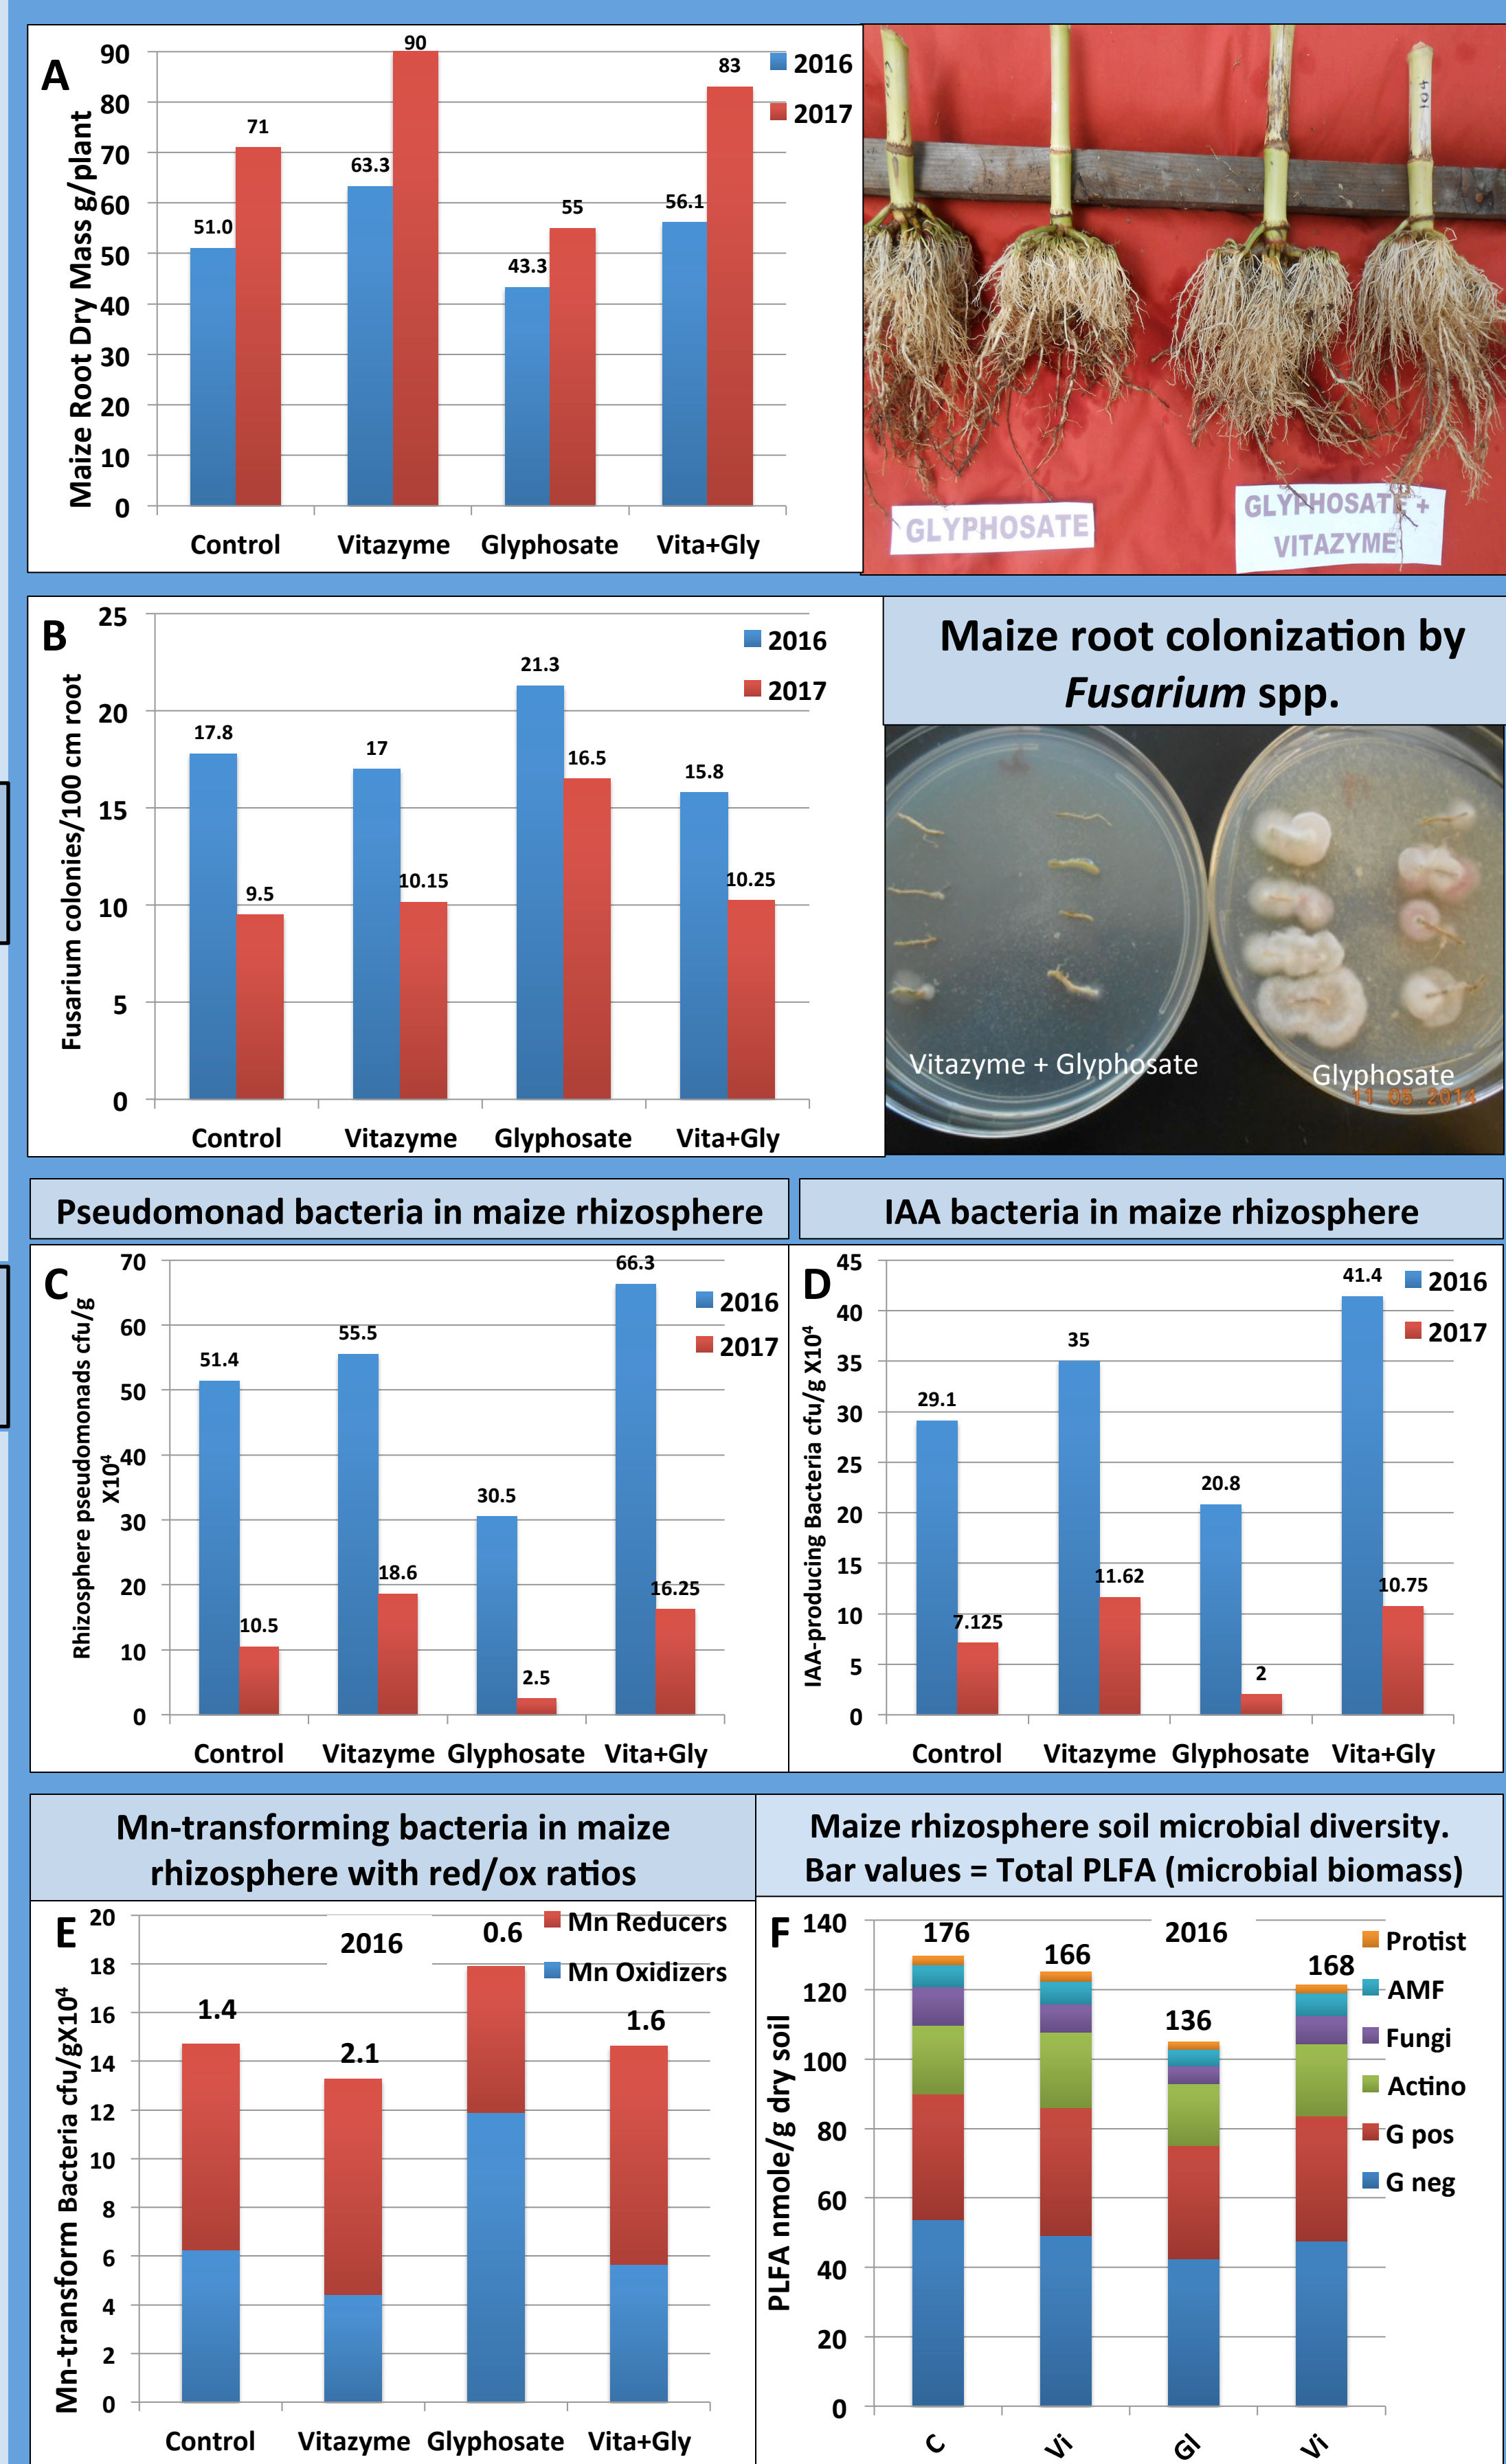 A
Maize Root Dry Mass g/plant
90
80
70
60
50
40
30
20
10
0
51.0
71
63.3
90
43.3
55
56.1
83
2016
2017
Control
Vitazyme
Glyphosate
Vita+Gly
104
GLYPHOSATE
GLYPHOSATE +
VITAZYME
B
Fusarium colonies/100 cm root
25
20
15
10
5
0
17.8
9.5
17
10.15
21.3
16.5
15.8
10.25
2016
2017
Control
Vitazyme
Glyphosate
Vita+Gly
Maize root colonization by
Fusarium spp.
Vitazyme + Glyphosate
Glyphosate
11 05 2014
Pseudomonad bacteria in maize rhizosphere
C
Rhizosphere pseudomonads cfu/g
X10⁴
70
60
50
40
30
20
10
0
51.4
10.5
55.5
18.6
30.5
2.5
66.3
16.25
2016
2017
Control
Vitazyme
Glyphosate
Vita+Gly
IAA bacteria in maize rhizosphere
D
IAA-producing Bacteria cfu/g X10⁴
45
40
35
30
25
20
15
10
5
0
29.1
7.125
35
11.62
20.8
2
41.4
10.75
2016
2017
Control
Vitazyme
Glyphosate
Vita+Gly
Mn-transforming bacteria in maize
rhizosphere with red/ox ratios
E
Mn-transform Bacteria cfu/gX10⁴
20
18
16
14
12
10
8
6
4
2
0
2016
1.4
2.1
0.6
1.6
Mn Reducers
Mn Oxidizers
Control
Vitazyme
Glyphosate
Vita+Gly
Maize rhizosphere soil microbial diversity.
Bar values = Total PLFA (microbial biomass)
F
PLFA nmole/g dry soil
140
120
100
80
60
40
20
0
2016
176
166
136
168
Protist
AMF
Fungi
Actino
G pos
G neg
C
Vi
Gl
Vi